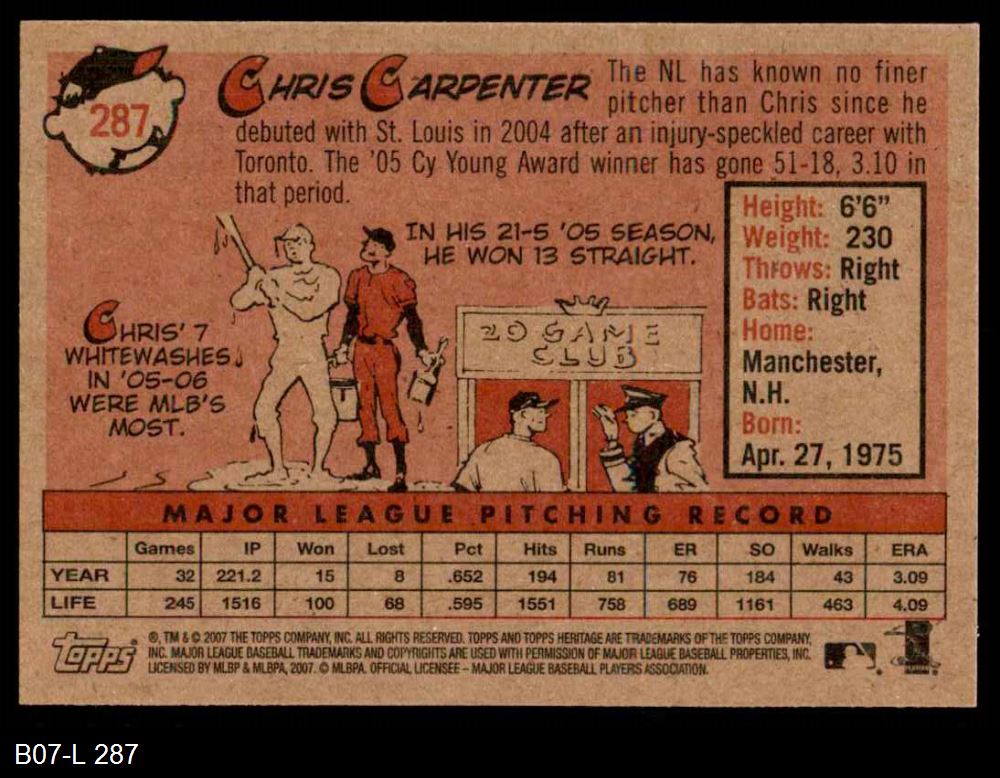 287
CHRIS CARPENTER
The NL has known no finer
pitcher than Chris since he
debuted with St. Louis in 2004 after an injury-speckled career with
Toronto. The '05 Cy Young Award winner has gone 51-18, 3.10 in
that period.
IN HIS 21-5 '05 SEASON,
HE WON 13 STRAIGHT.
CHRIS' 7
WHITEWASHES
IN '05-06
WERE MLB'S
MOST.
20 GAME
CLUB
Height: 6'6"
Weight: 230
Throws: Right
Bats: Right
Home:
Manchester,
N.H.
Born:
Apr. 27, 1975
MAJOR LEAGUE PITCHING RECORD
Games IP Won Lost Pct Hits Runs ER SO Walks ERA
YEAR 32 221.2 15 8 .652 194 81 76 184 43 3.09
LIFE 245 1516 100 68 .595 1551 758 689 1161 463 4.09
Topps
®, TM & © 2007 THE TOPPS COMPANY, INC. ALL RIGHTS RESERVED. TOPPS AND TOPPS HERITAGE ARE TRADEMARKS OF THE TOPPS COMPANY,
INC. MAJOR LEAGUE BASEBALL TRADEMARKS AND COPYRIGHTS ARE USED WITH PERMISSION OF MAJOR LEAGUE BASEBALL PROPERTIES, INC.
LICENSED BY MLBP & MLBPA, 2007. © MLBPA. OFFICIAL LICENSEE – MAJOR LEAGUE BASEBALL PLAYERS ASSOCIATION.
B07-L 287